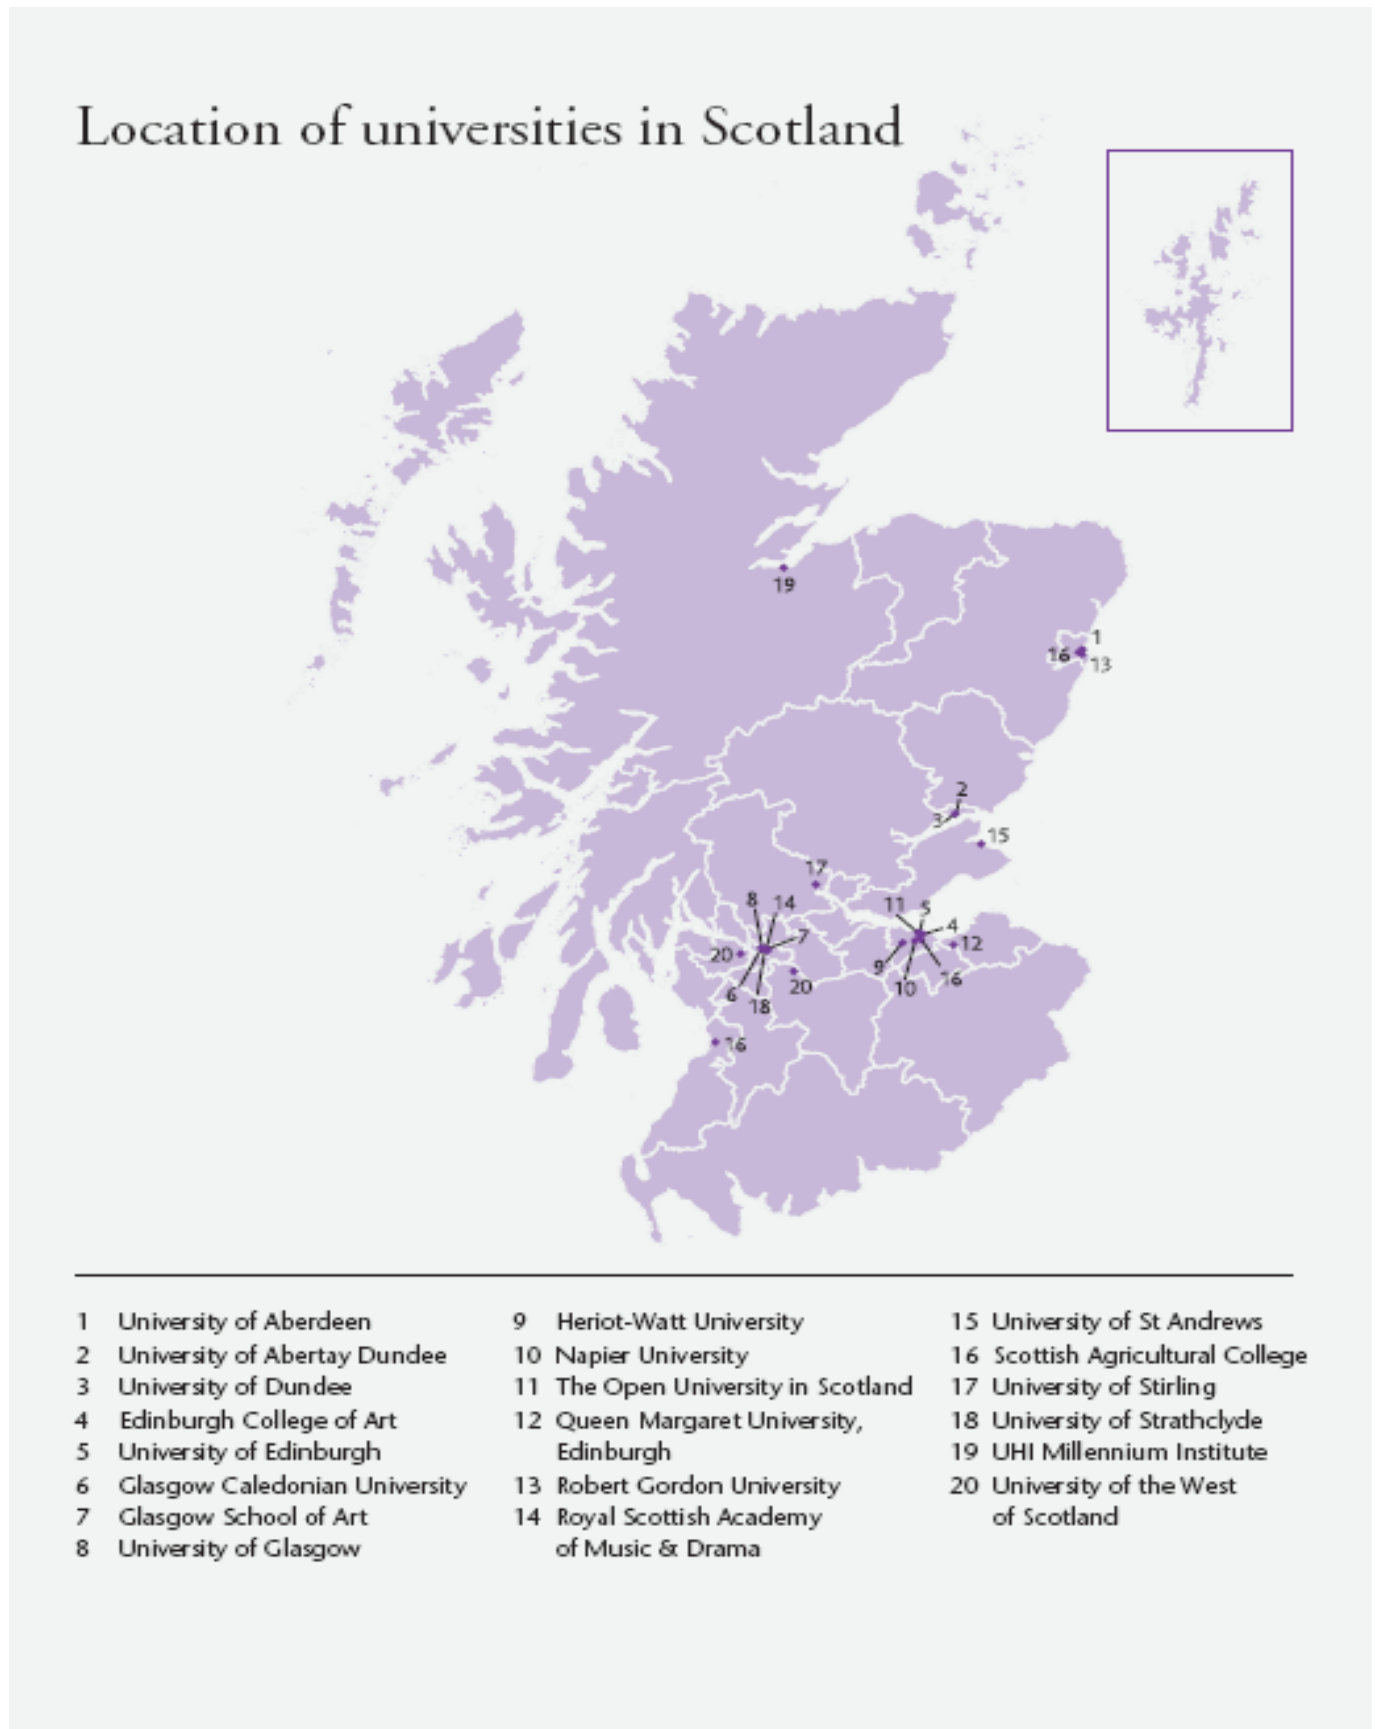 Location of universities in Scotland
19
1
16
13
2
3
15
17
8
14
11
5
4
7
12
20
9
16
20
10
6
18
16
1 University of Aberdeen
2 University of Abertay Dundee
3 University of Dundee
4 Edinburgh College of Art
5 University of Edinburgh
6 Glasgow Caledonian University
7 Glasgow School of Art
8 University of Glasgow
9 Heriot-Watt University
10 Napier University
11 The Open University in Scotland
12 Queen Margaret University,
Edinburgh
13 Robert Gordon University
14 Royal Scottish Academy
of Music & Drama
15 University of St Andrews
16 Scottish Agricultural College
17 University of Stirling
18 University of Strathclyde
19 UHI Millennium Institute
20 University of the West
of Scotland